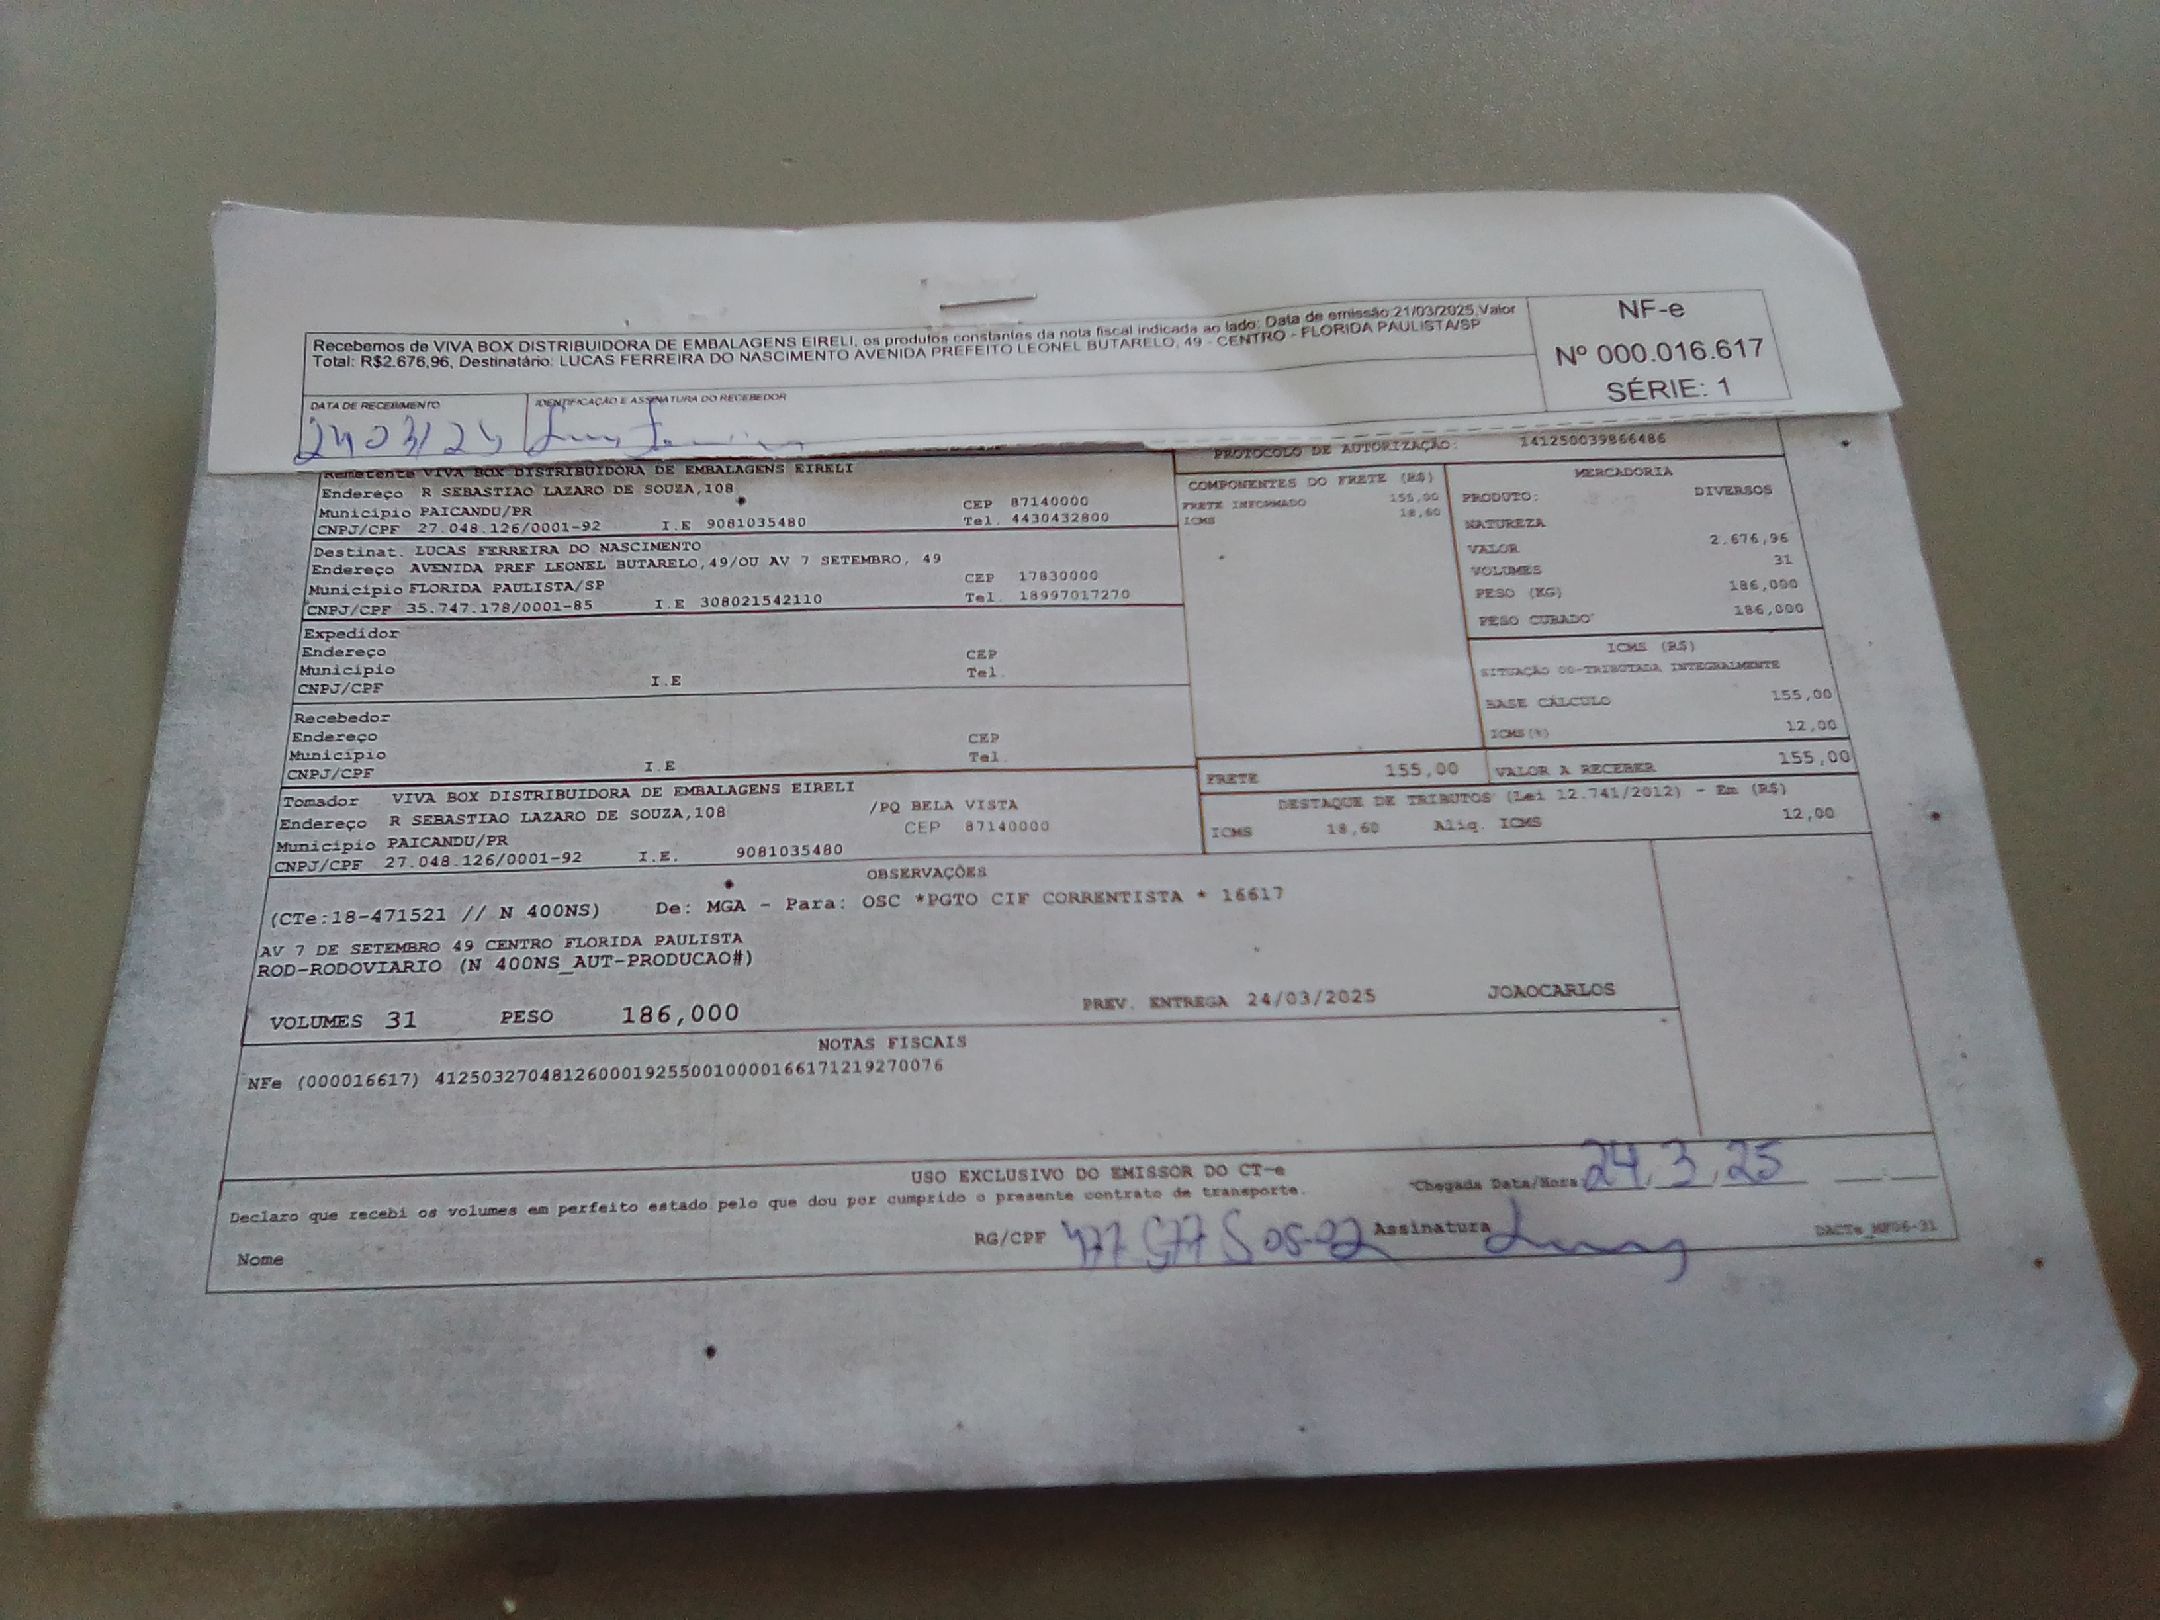 Recebemos de VIVA BOX DISTRIBUIDORA DE EMBALAGENS EIRELI, os produtos constantes da nota fiscal indicada ao lado. Data de emissão:21/03/2025,Valor
Total: R$2.676,96, Destinatário: LUCAS FERREIRA DO NASCIMENTO AVENIDA PREFEITO LEONEL BUTARELO, 49 - CENTRO - FLORIDA PAULISTA/SP
NF-e
Nº 000.016.617
SÉRIE: 1
DATA DE RECEBIMENTO
IDENTIFICAÇÃO E ASSINATURA DO RECEBEDOR
PROTOCOLO DE AUTORIZAÇÃO: 141250039866486
Remetente VIVA BOX DISTRIBUIDORA DE EMBALAGENS EIRELI
Endereço R SEBASTIAO LAZARO DE SOUZA,108
Município PAICANDU/PR CEP 87140000
CNPJ/CPF 27.048.126/0001-92 I.E 9081035480 Tel. 4430432800
Destinat. LUCAS FERREIRA DO NASCIMENTO
Endereço AVENIDA PREF LEONEL BUTARELO,49/OU AV 7 SETEMBRO, 49
Município FLORIDA PAULISTA/SP CEP 17830000
CNPJ/CPF 35.747.178/0001-85 I.E 308021542110 Tel. 18997017270
Expedidor
Endereço
Município CEP
CNPJ/CPF I.E Tel.
Recebedor
Endereço
Município CEP
CNPJ/CPF I.E Tel.
Tomador VIVA BOX DISTRIBUIDORA DE EMBALAGENS EIRELI
Endereço R SEBASTIAO LAZARO DE SOUZA,108 /PQ BELA VISTA
Município PAICANDU/PR CEP 87140000
CNPJ/CPF 27.048.126/0001-92 I.E. 9081035480
COMPONENTES DO FRETE (R$)
FRETE INFORMADO 155,00
ICMS 18,60
MERCADORIA
PRODUTO: DIVERSOS
NATUREZA
VALOR 2.676,96
VOLUMES 31
PESO (KG) 186,000
PESO CUBADO 186,000
ICMS (R$)
SITUAÇÃO 00-TRIBUTADA INTEGRALMENTE
BASE CÁLCULO 155,00
ICMS(%) 12,00
FRETE 155,00 VALOR A RECEBER 155,00
DESTAQUE DE TRIBUTOS (Lei 12.741/2012) - Em (R$)
ICMS 18,60 Aliq. ICMS 12,00
OBSERVAÇÕES
(CTe:18-471521 // N 400NS) De: MGA - Para: OSC *PGTO CIF CORRENTISTA * 16617
AV 7 DE SETEMBRO 49 CENTRO FLORIDA PAULISTA
ROD-RODOVIARIO (N 400NS_AUT-PRODUCAO#)
VOLUMES 31 PESO 186,000 PREV. ENTREGA 24/03/2025 JOAOCARLOS
NOTAS FISCAIS
NFe (000016617) 41250327048126000192550010000166171219270076
USO EXCLUSIVO DO EMISSOR DO CT-e
Declaro que recebi os volumes em perfeito estado pelo que dou por cumprido o presente contrato de transporte.
Chegada Data/Hora 24.3.25
Nome RG/CPF Assinatura DACTe_MF06-31